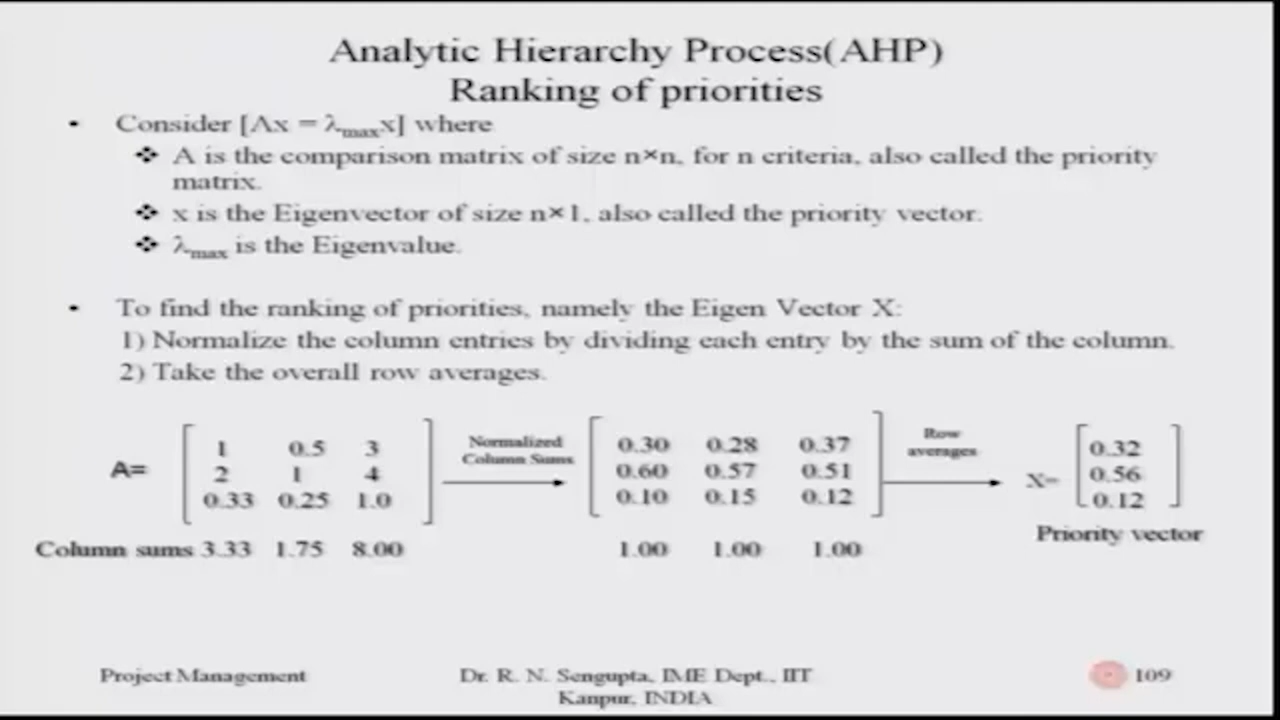 Analytic Hierarchy Process(AHP)
Ranking of priorities
• Consider [Ax = λmaxx] where
❖ A is the comparison matrix of size n×n, for n criteria, also called the priority
matrix.
❖ x is the Eigenvector of size n×1, also called the priority vector.
❖ λmax is the Eigenvalue.
• To find the ranking of priorities, namely the Eigen Vector X:
1) Normalize the column entries by dividing each entry by the sum of the column.
2) Take the overall row averages.
1 0.5 3 Normalized 0.30 0.28 0.37 Row 0.32
A= 2 1 4 Column Sums 0.60 0.57 0.51 averages X= 0.56
0.33 0.25 1.0 0.10 0.15 0.12 0.12
Priority vector
Column sums 3.33 1.75 8.00 1.00 1.00 1.00
Project Management Dr. R. N. Sengupta, IME Dept., IIT 109
Kanpur, INDIA